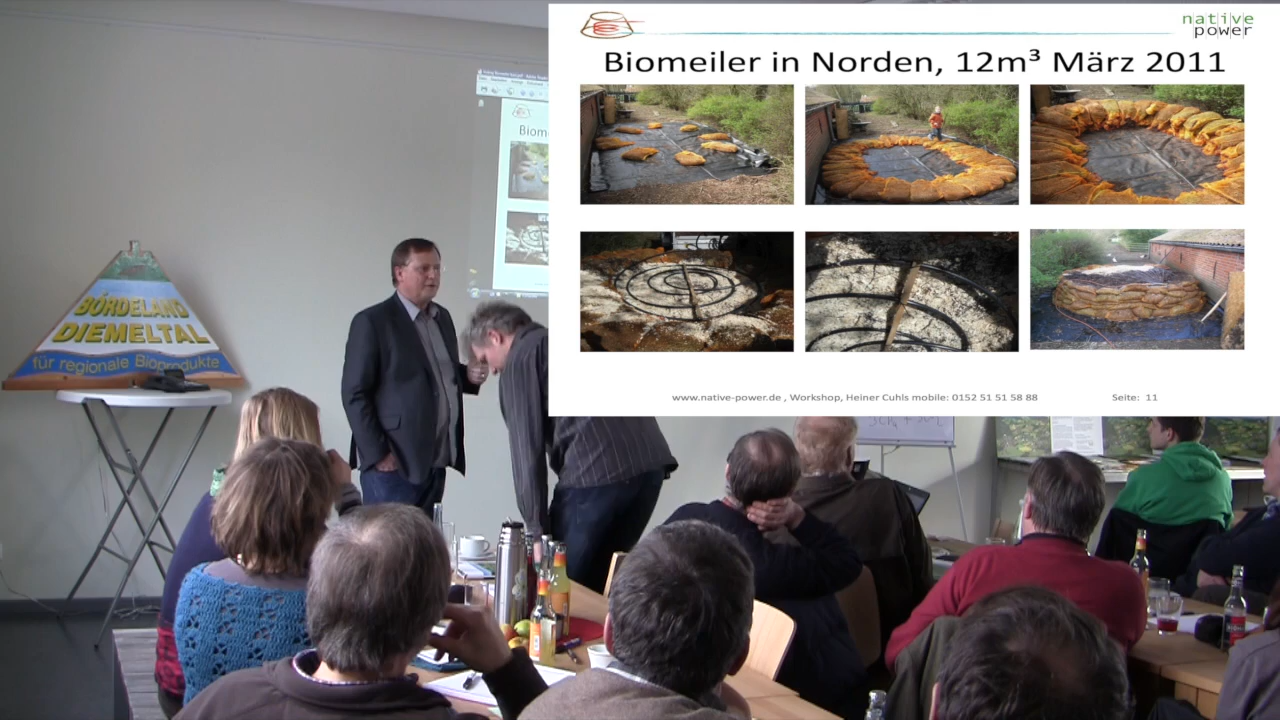 native
power
Biomeiler in Norden, 12m³ März 2011
Biom
BÖRDELAND
DIEMELTAL
für regionale Bioprodukte
www.native-power.de , Workshop, Heiner Cuhls mobile: 0152 51 51 58 88
Seite: 11